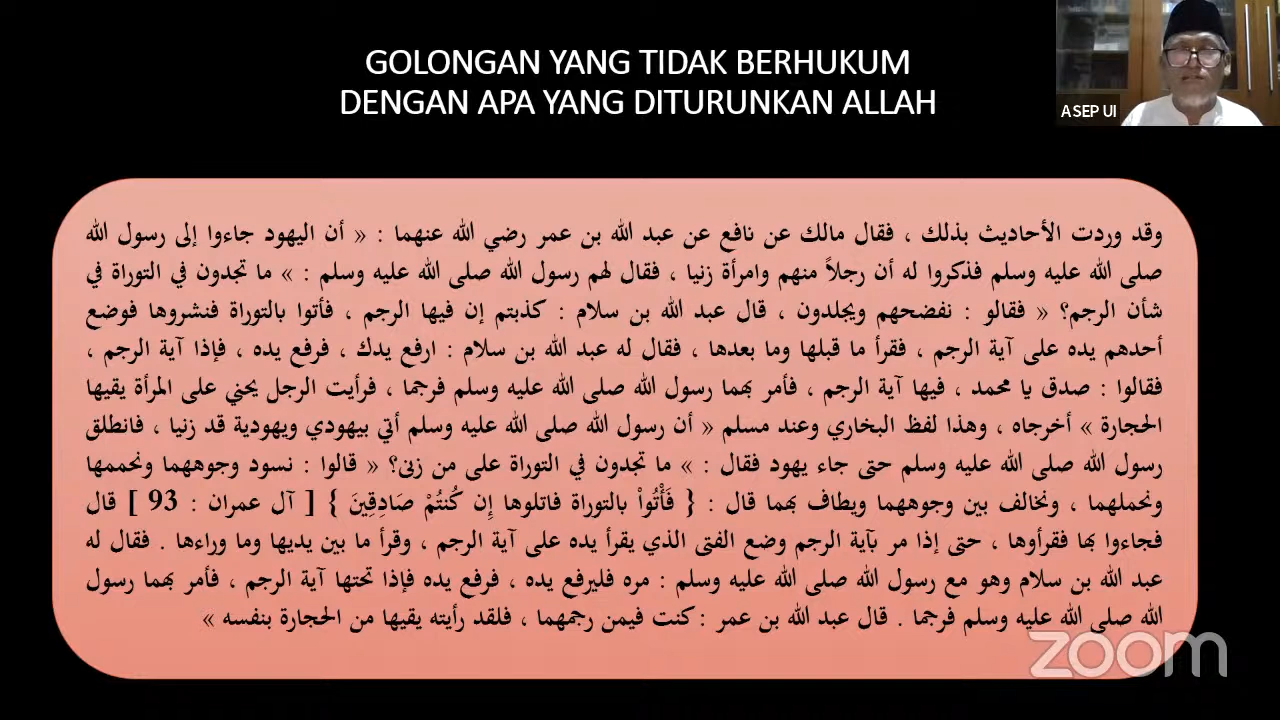 GOLONGAN YANG TIDAK BERHUKUM
DENGAN APA YANG DITURUNKAN ALLAH
ASEP UI
وقد وردت الأحاديث بذلك ، فقال مالك عن نافع عن عبد الله بن عمر رضي الله عنهما : « أن اليهود جاءوا إلى رسول الله
صلى الله عليه وسلم فذكروا له أن رجلاً منهم وامرأة زنيا ، فقال لهم رسول الله صلى الله عليه وسلم : » ما تجدون في التوراة في
شأن الرجم؟ « فقالو : نفضحهم ويجلدون ، قال عبد الله بن سلام : كذبتم إن فيها الرجم ، فأتوا بالتوراة فنشروها فوضع
أحدهم يده على آية الرجم ، فقرأ ما قبلها وما بعدها ، فقال له عبد الله بن سلام : ارفع يدك ، فرفع يده ، فإذا آية الرجم ،
فقالوا : صدق يا محمد ، فيها آية الرجم ، فأمر بهما رسول الله صلى الله عليه وسلم فرجما ، فرأيت الرجل يحني على المرأة يقيها
الحجارة » أخرجاه ، وهذا لفظ البخاري وعند مسلم « أن رسول الله صلى الله عليه وسلم أتي بيهودي ويهودية قد زنيا ، فانطلق
رسول الله صلى الله عليه وسلم حتى جاء يهود فقال : » ما تجدون في التوراة على من زنى؟ « قالوا : نسود وجوههما ونحممها
ونحملهما ، ونخالف بين وجوههما ويطاف بهما قال : { فَأْتُواْ بالتوراة فاتلوها إِن كُنتُمْ صَادِقِينَ } [ آل عمران : 93 ] قال
فجاءوا بها فقرأوها ، حتى إذا مر بآية الرجم وضع الفتى الذي يقرأ يده على آية الرجم ، وقرأ ما بين يديها وما وراءها . فقال له
عبد الله بن سلام وهو مع رسول الله صلى الله عليه وسلم : مره فليرفع يده ، فرفع يده فإذا تحتها آية الرجم ، فأمر بهما رسول
الله صلى الله عليه وسلم فرجما . قال عبد الله بن عمر : كنت فيمن رجمهما ، فلقد رأيته يقيها من الحجارة بنفسه »
zoom